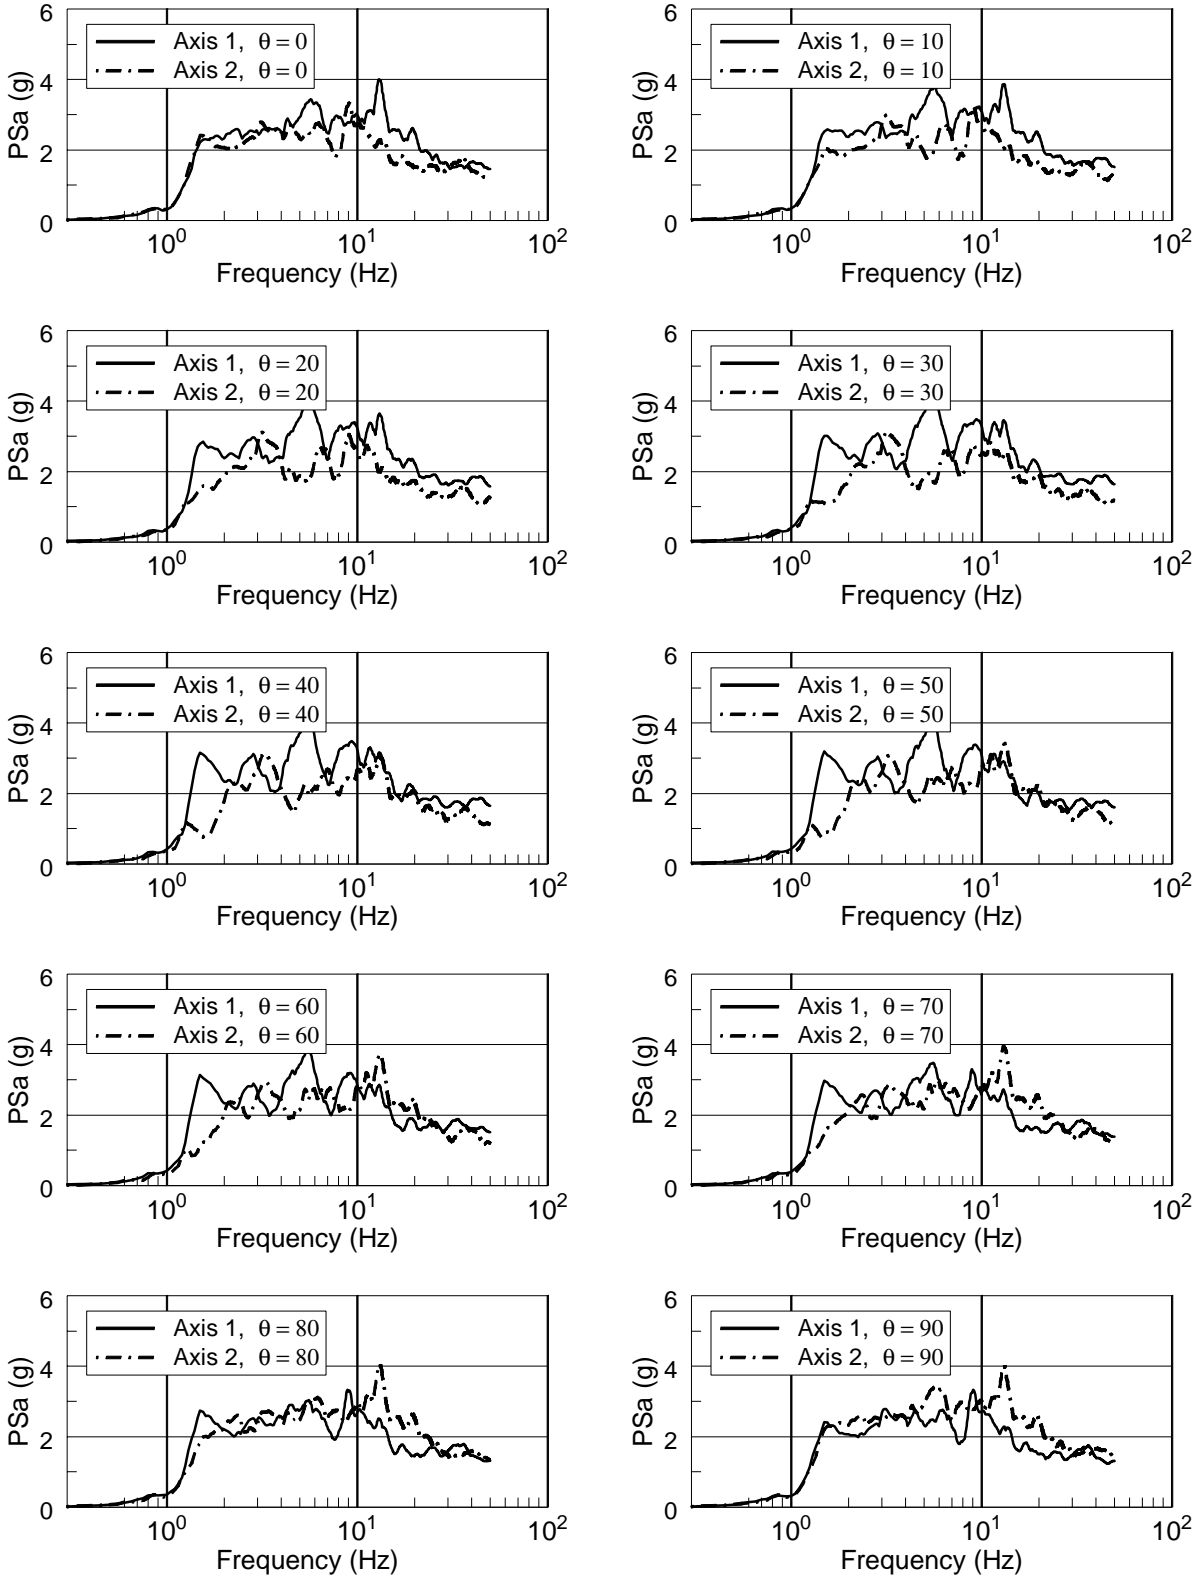 6
4
2
0
PSa (g)
Axis 1, θ = 0
Axis 2, θ = 0
10^0 10^1 10^2
Frequency (Hz)
6
4
2
0
PSa (g)
Axis 1, θ = 10
Axis 2, θ = 10
10^0 10^1 10^2
Frequency (Hz)
6
4
2
0
PSa (g)
Axis 1, θ = 20
Axis 2, θ = 20
10^0 10^1 10^2
Frequency (Hz)
6
4
2
0
PSa (g)
Axis 1, θ = 30
Axis 2, θ = 30
10^0 10^1 10^2
Frequency (Hz)
6
4
2
0
PSa (g)
Axis 1, θ = 40
Axis 2, θ = 40
10^0 10^1 10^2
Frequency (Hz)
6
4
2
0
PSa (g)
Axis 1, θ = 50
Axis 2, θ = 50
10^0 10^1 10^2
Frequency (Hz)
6
4
2
0
PSa (g)
Axis 1, θ = 60
Axis 2, θ = 60
10^0 10^1 10^2
Frequency (Hz)
6
4
2
0
PSa (g)
Axis 1, θ = 70
Axis 2, θ = 70
10^0 10^1 10^2
Frequency (Hz)
6
4
2
0
PSa (g)
Axis 1, θ = 80
Axis 2, θ = 80
10^0 10^1 10^2
Frequency (Hz)
6
4
2
0
PSa (g)
Axis 1, θ = 90
Axis 2, θ = 90
10^0 10^1 10^2
Frequency (Hz)